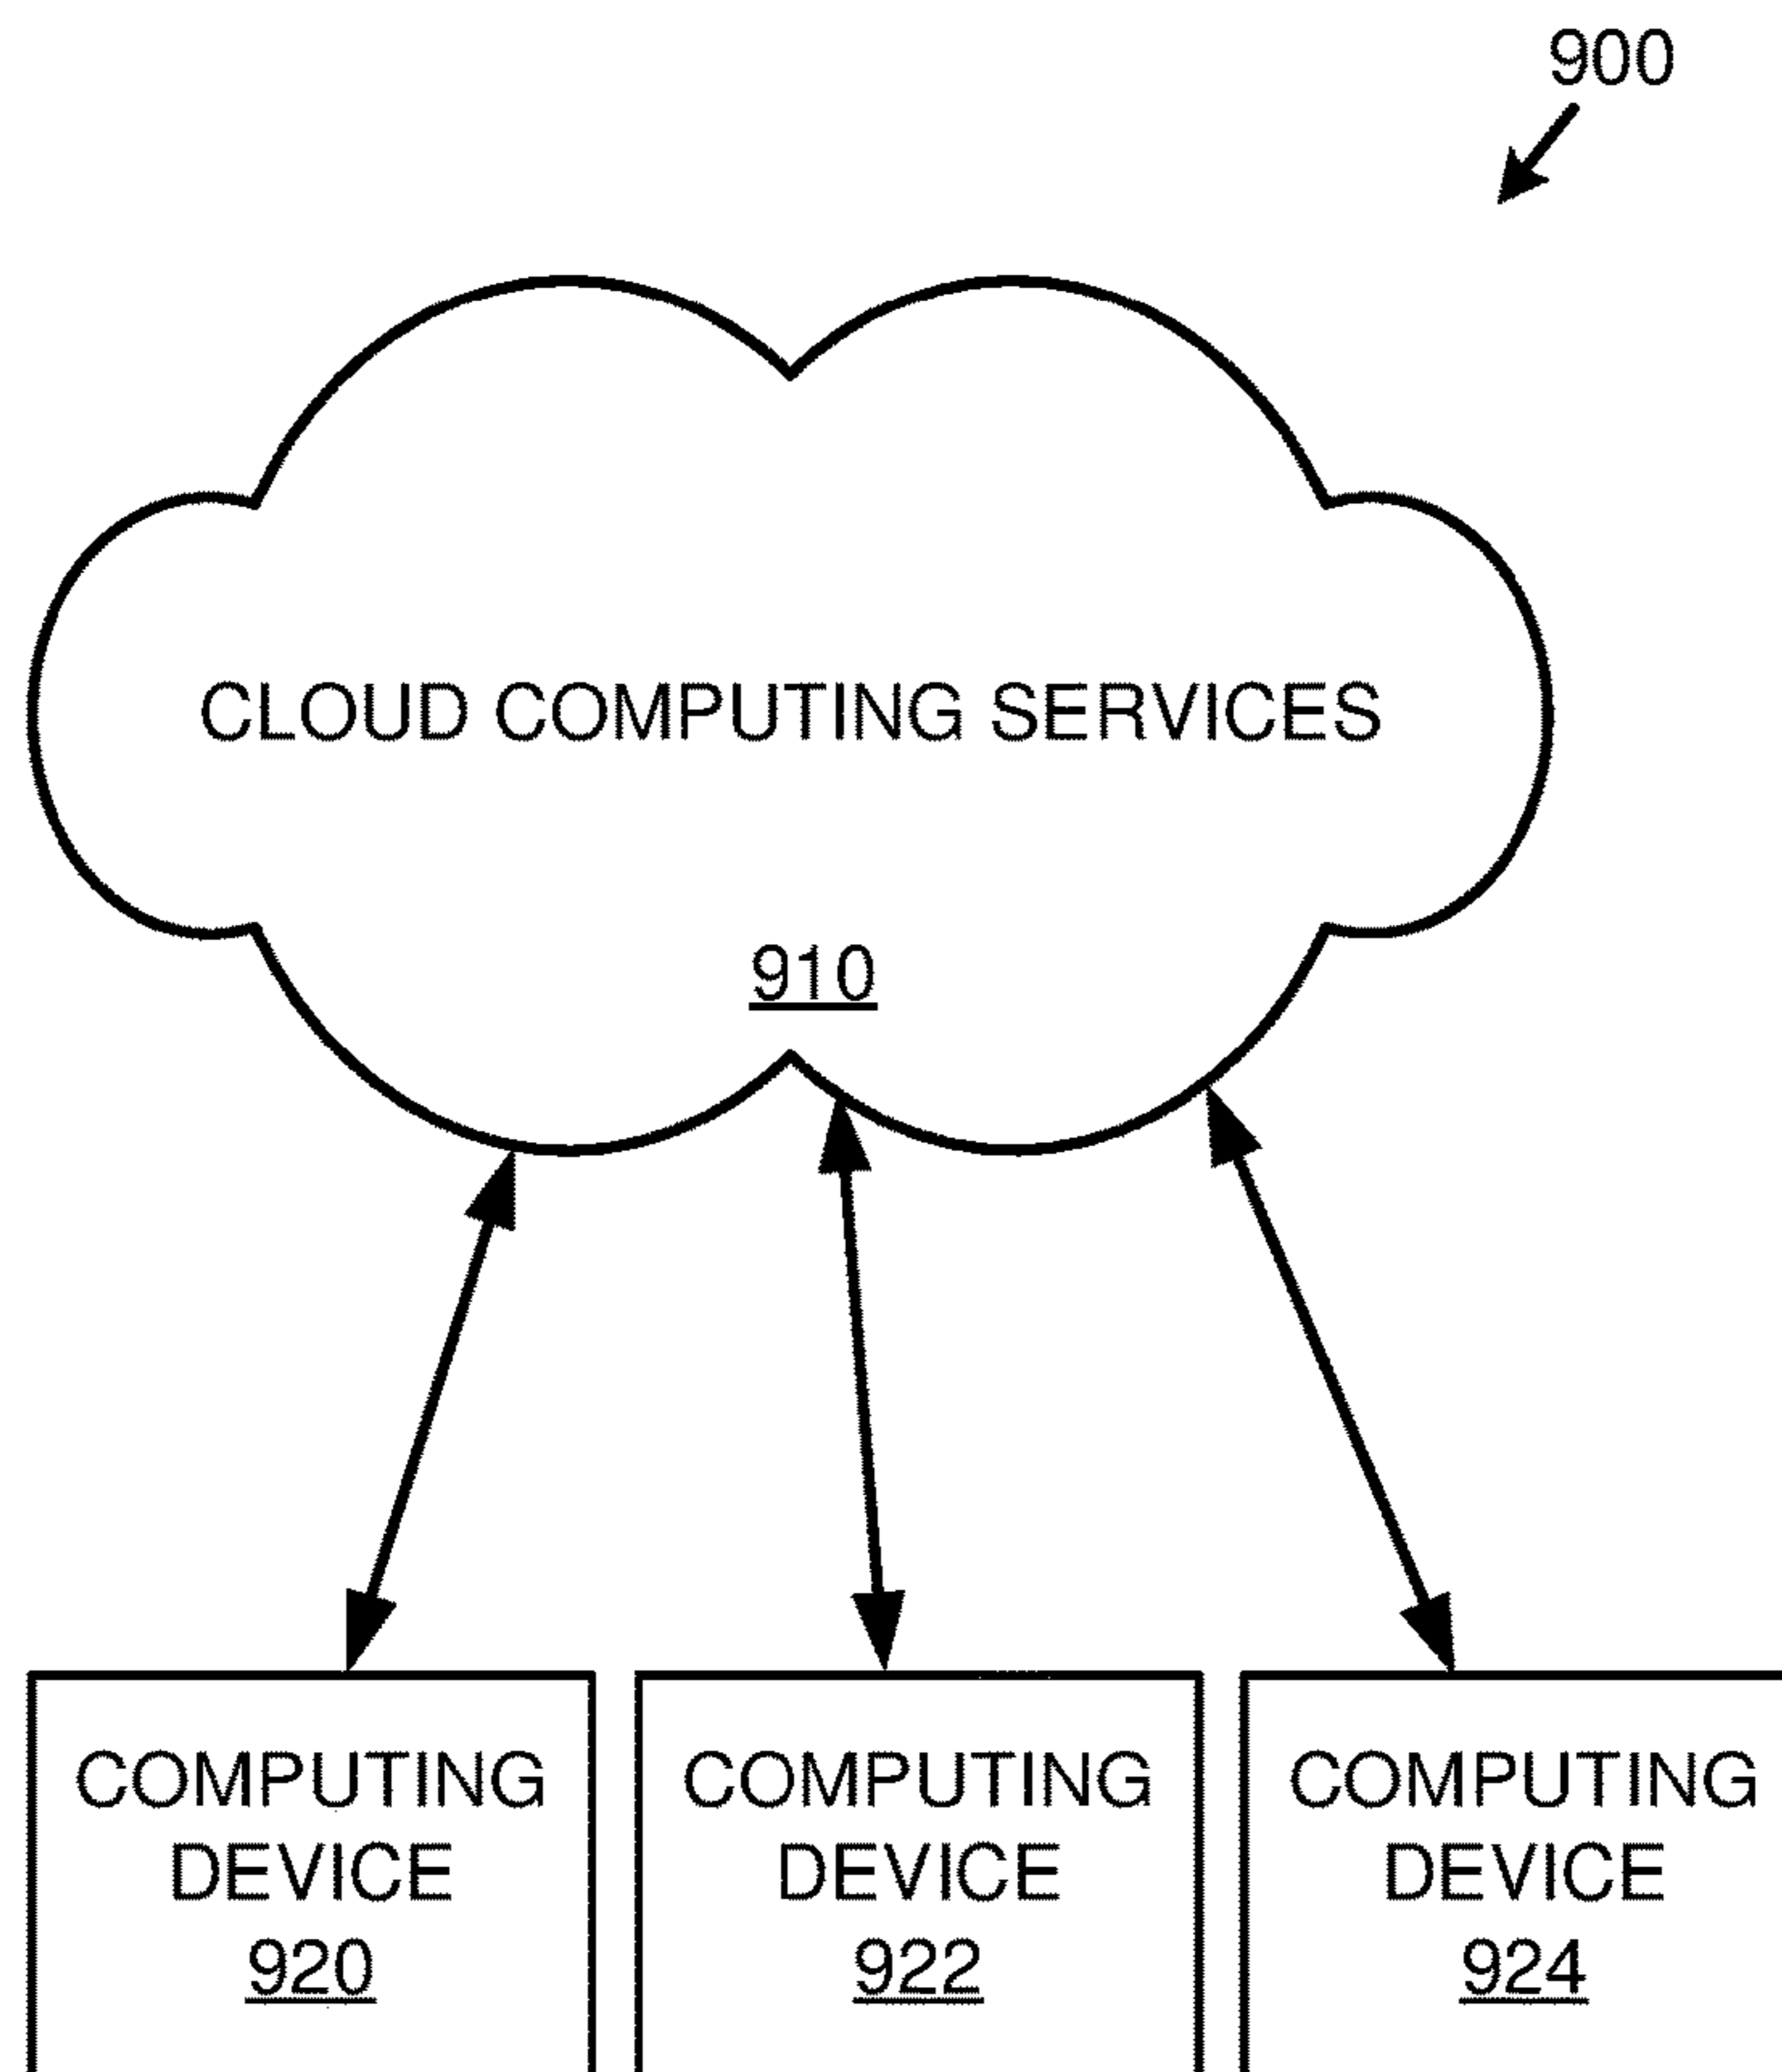 900
CLOUD COMPUTING SERVICES
910
COMPUTING
DEVICE
920
COMPUTING
DEVICE
922
COMPUTING
DEVICE
924